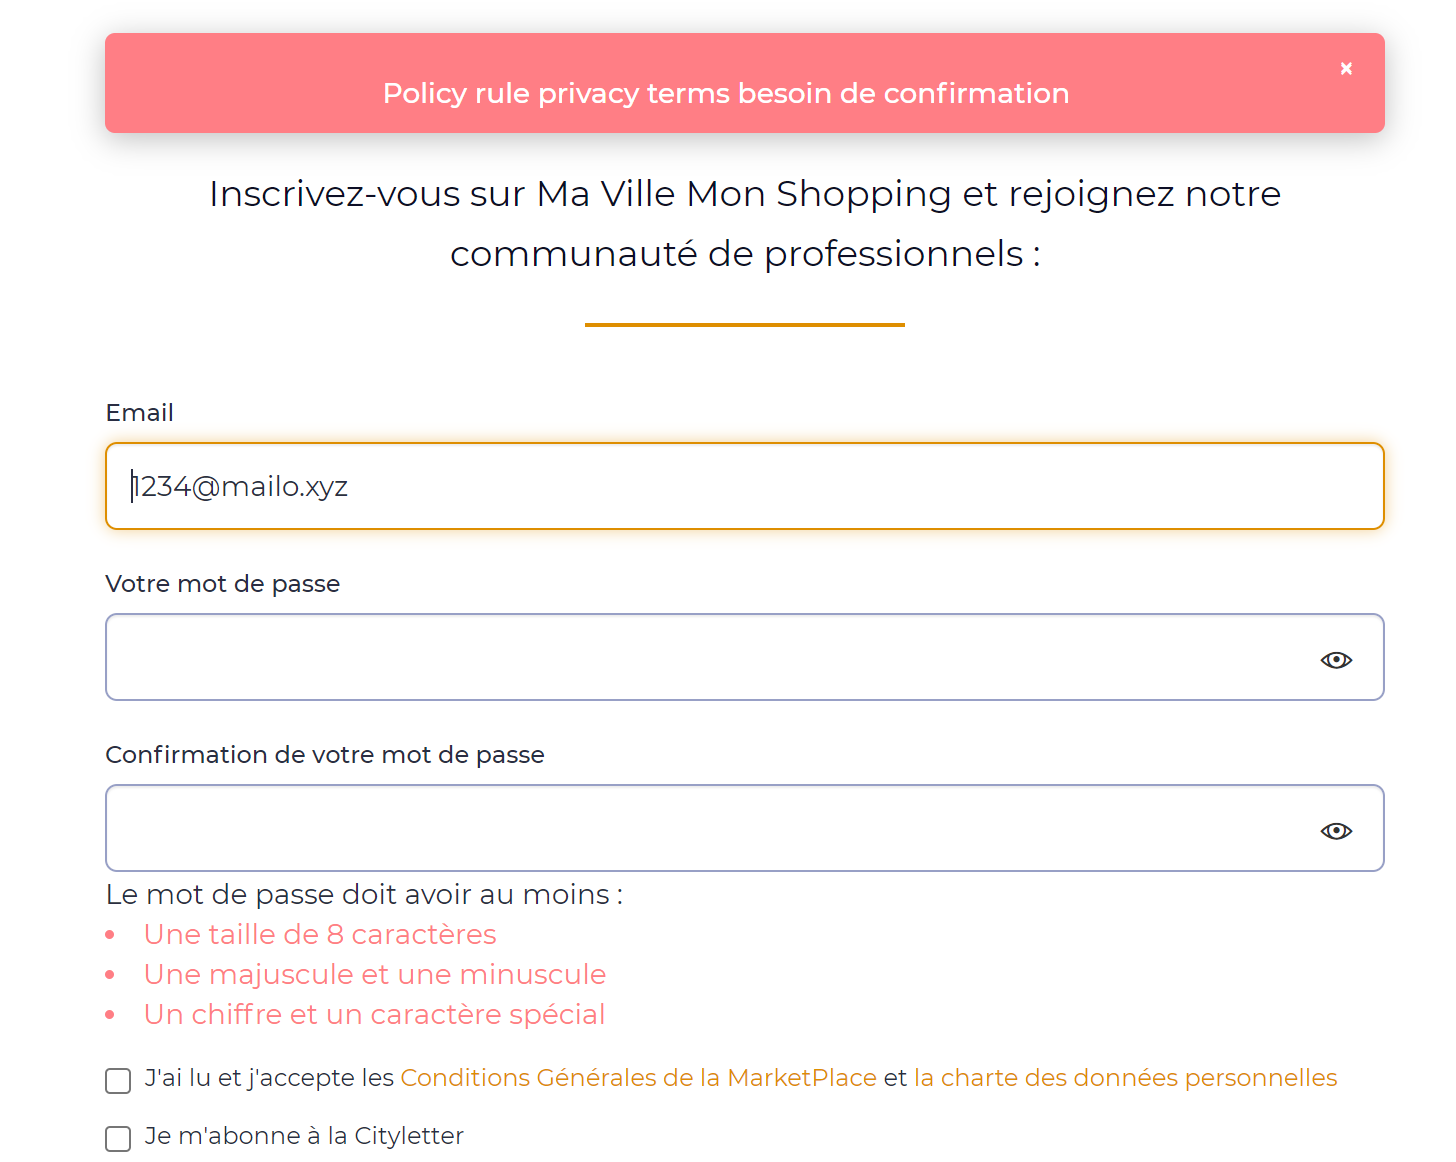 Policy rule privacy terms besoin de confirmation
Inscrivez-vous sur Ma Ville Mon Shopping et rejoignez notre
communauté de professionnels :
Email
1234@mailo.xyz
Votre mot de passe
Confirmation de votre mot de passe
Le mot de passe doit avoir au moins :
• Une taille de 8 caractères
• Une majuscule et une minuscule
• Un chiffre et un caractère spécial
J'ai lu et j'accepte les Conditions Générales de la MarketPlace et la charte des données personnelles
Je m'abonne à la Cityletter